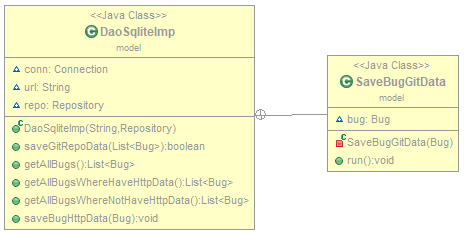 <<Java Class>>
DaoSqliteImp
model
conn: Connection
url: String
repo: Repository
DaoSqliteImp(String,Repository)
saveGitRepoData(List<Bug>):boolean
getAllBugs():List<Bug>
getAllBugsWhereHaveHttpData():List<Bug>
getAllBugsWhereNotHaveHttpData():List<Bug>
saveBugHttpData(Bug):void
<<Java Class>>
SaveBugGitData
model
bug: Bug
SaveBugGitData(Bug)
run():void